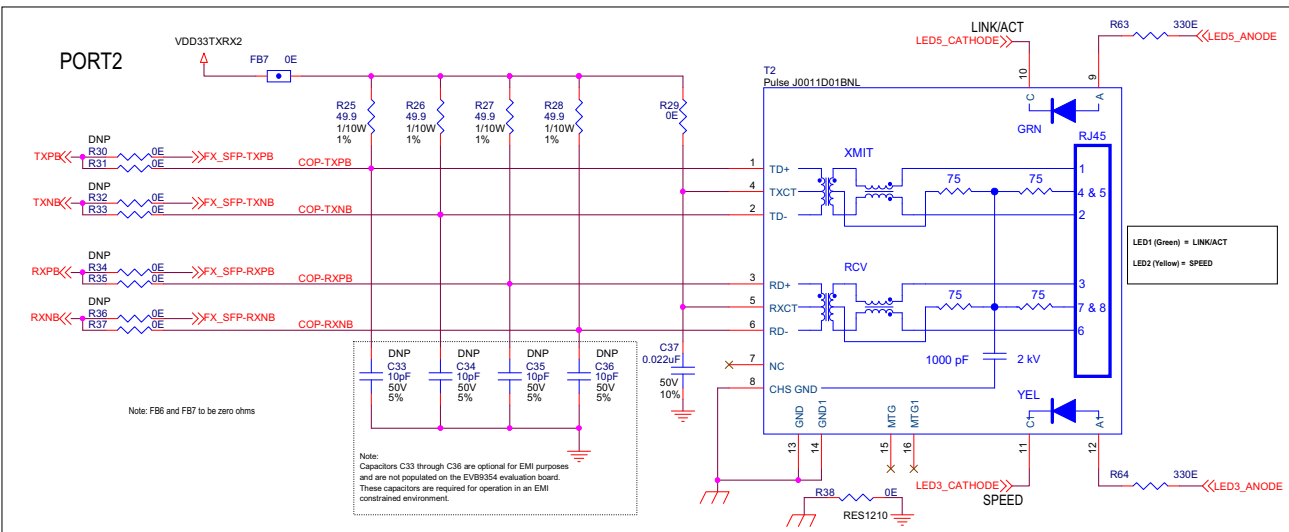 PORT2
VDD33TXRX2
FB7 0E
R25
49.9
1/10W
1%
R26
49.9
1/10W
1%
R27
49.9
1/10W
1%
R28
49.9
1/10W
1%
R29
0E
LINK/ACT
LED5_CATHODE
R63 330E
LED5_ANODE
T2
Pulse J0011D01BNL
10
9
C
A
GRN
RJ45
DNP
TXPB
R30 0E
FX_SFP-TXPB
R31
COP-TXPB
DNP
TXNB
R32 0E
FX_SFP-TXNB
R33
COP-TXNB
DNP
RXPB
R34 0E
FX_SFP-RXPB
R35
COP-RXPB
DNP
RXNB
R36 0E
FX_SFP-RXNB
R37 0E
COP-RXNB
1 TD+
4 TXCT
2 TD-
3 RD+
5 RXCT
6 RD-
7 NC
8 CHS GND
XMIT
75 75
RCV
75 75
1000 pF 2 kV
1
4 & 5
2
3
7 & 8
6
LED1 (Green) = LINK/ACT
LED2 (Yellow) = SPEED
DNP
C33
10pF
50V
5%
DNP
C34
10pF
50V
5%
DNP
C35
10pF
50V
5%
DNP
C36
10pF
50V
5%
C37
0.022uF
50V
10%
Note: FB6 and FB7 to be zero ohms
Note:
Capacitors C33 through C36 are optional for EMI purposes
and are not populated on the EVB9354 evaluation board.
These capacitors are required for operation in an EMI
constrained environment.
YEL
GND
GND1
MTG
MTG1
C1
A1
13
14
15
16
11
12
R38 0E
RES1210
LED3_CATHODE
SPEED
R64 330E
LED3_ANODE